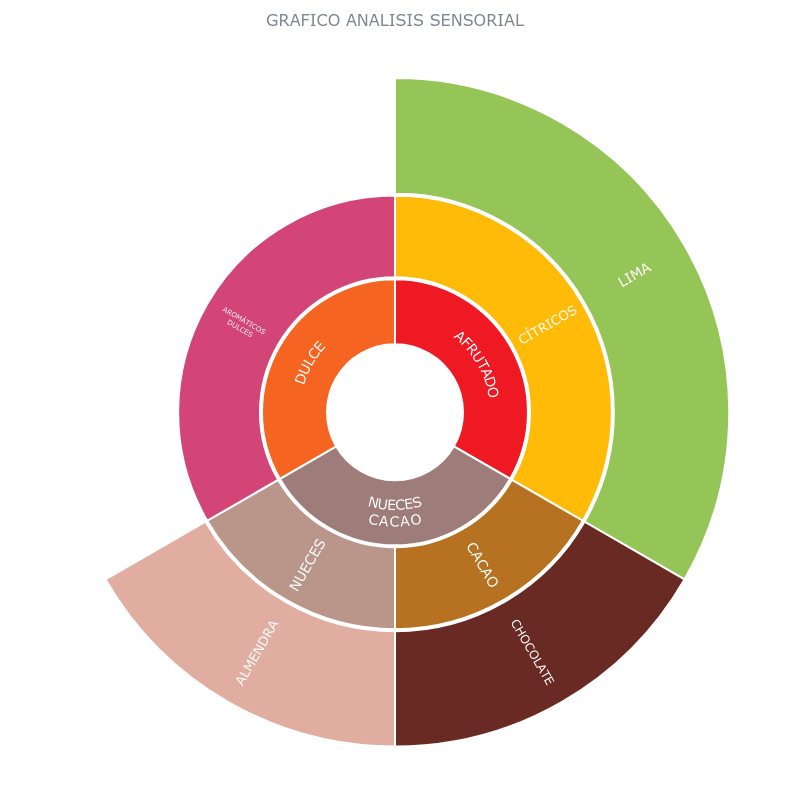 GRAFICO ANALISIS SENSORIAL
LIMA
CÍTRICOS
AROMÁTICOS
DULCES
DULCE
AFRUTADO
NUECES
CACAO
NUECES
CACAO
ALMENDRA
CHOCOLATE